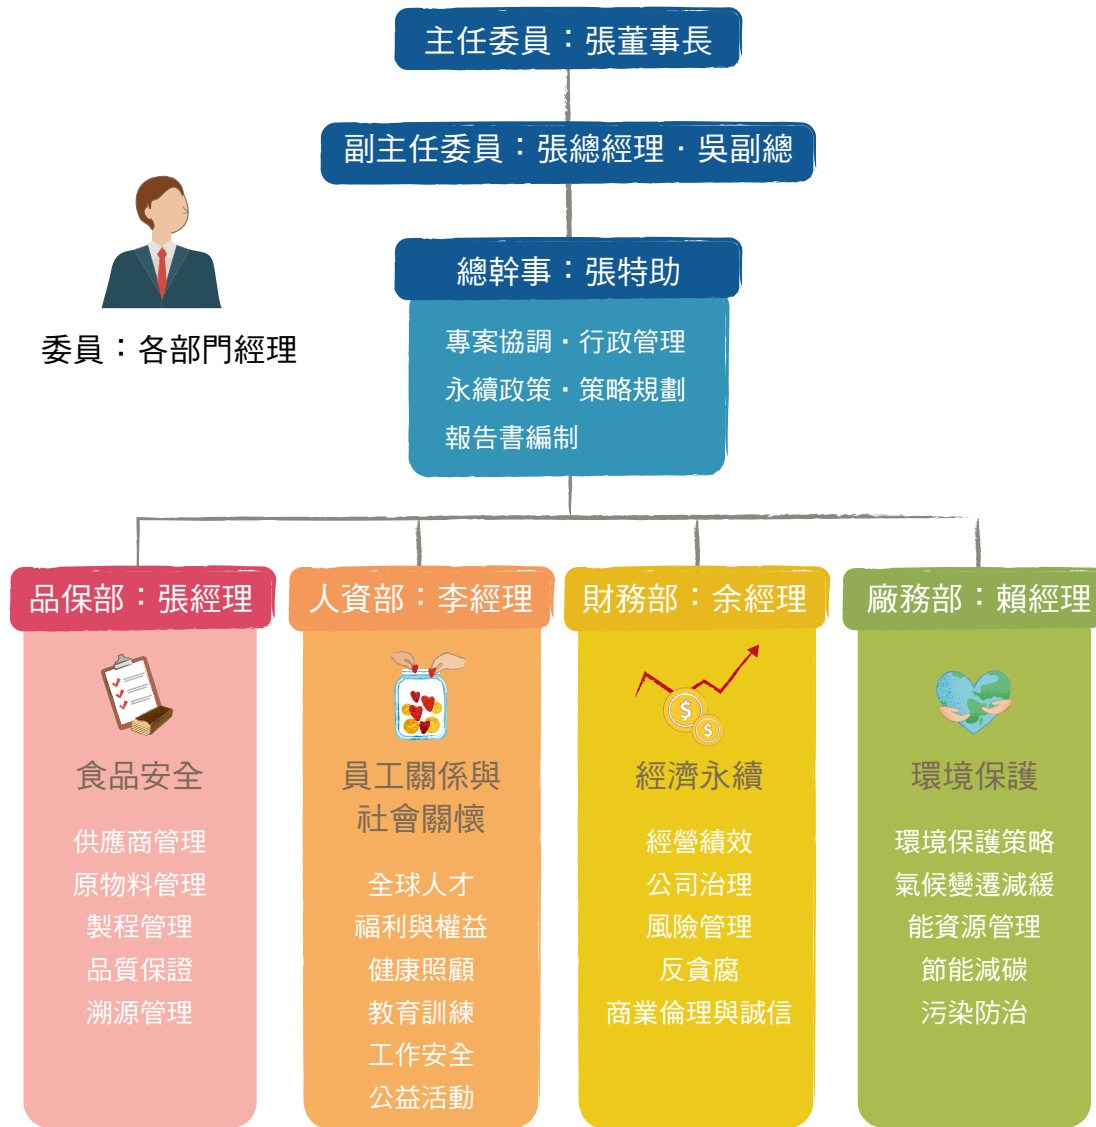 主任委員：張董事長
副主任委員：張總經理．吳副總
總幹事：張特助
專案協調・行政管理
永續政策・策略規劃
報告書編制
委員：各部門經理
品保部：張經理
食品安全
供應商管理
原物料管理
製程管理
品質保證
溯源管理
人資部：李經理
員工關係與
社會關懷
全球人才
福利與權益
健康照顧
教育訓練
工作安全
公益活動
財務部：余經理
$
$
經濟永續
經營績效
公司治理
風險管理
反貪腐
商業倫理與誠信
廠務部：賴經理
環境保護
環境保護策略
氣候變遷減緩
能資源管理
節能減碳
污染防治